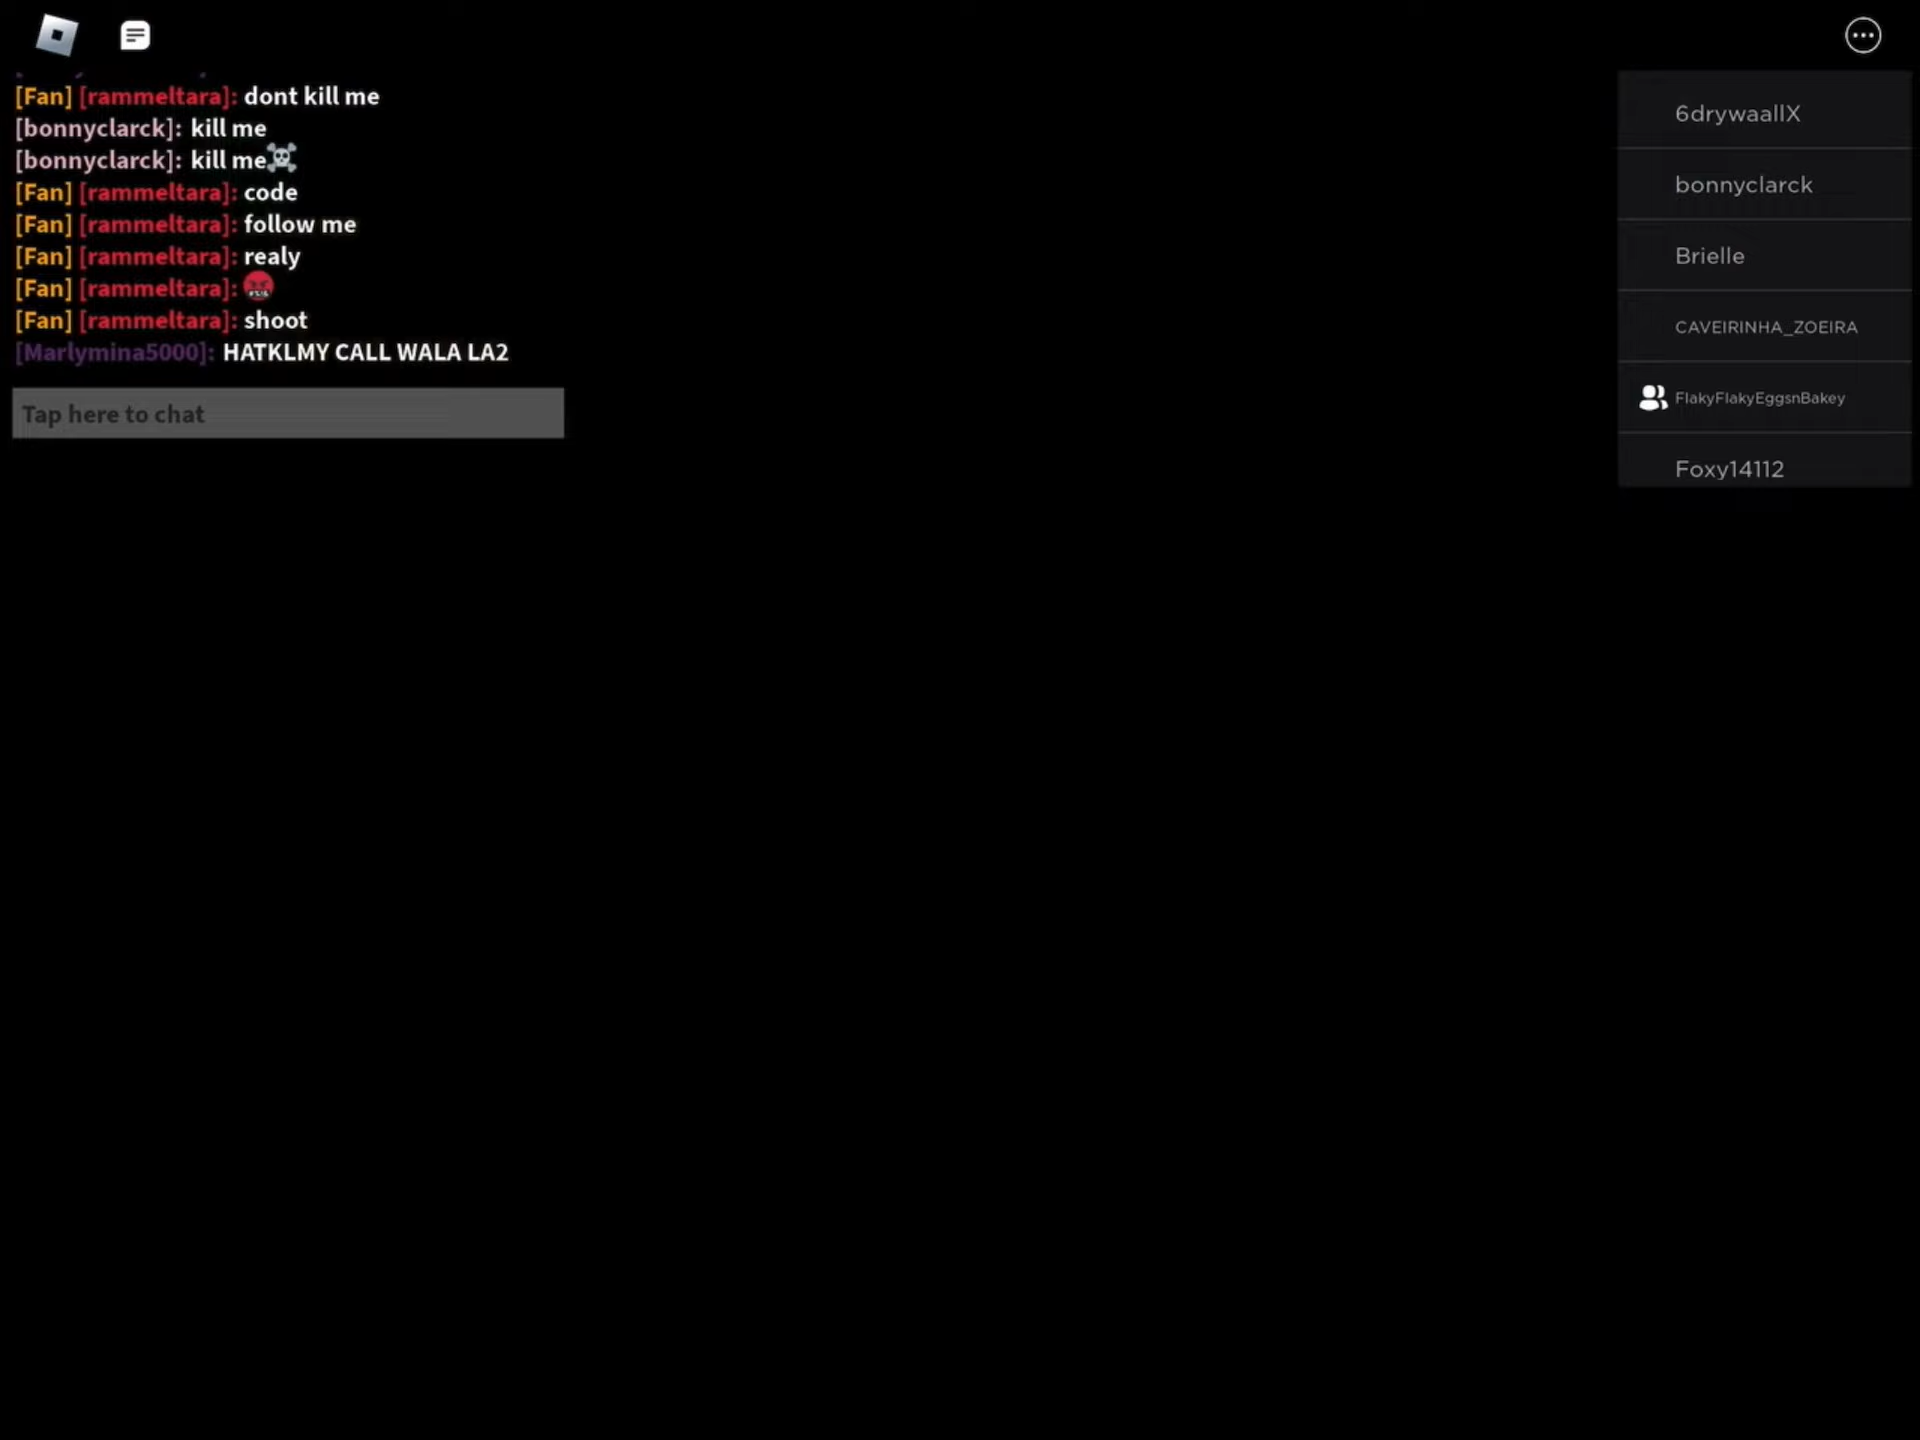 [Fan] [rammeltara]: dont kill me
[bonnyclarck]: kill me
[bonnyclarck]: kill me☠️
[Fan] [rammeltara]: code
[Fan] [rammeltara]: follow me
[Fan] [rammeltara]: realy
[Fan] [rammeltara]: 🤬
[Fan] [rammeltara]: shoot
[Marlymina5000]: HATKLMY CALL WALA LA2
Tap here to chat
6drywaallX
bonnyclarck
Brielle
CAVEIRINHA_ZOEIRA
FlakyFlakyEggsnBakey
Foxy14112